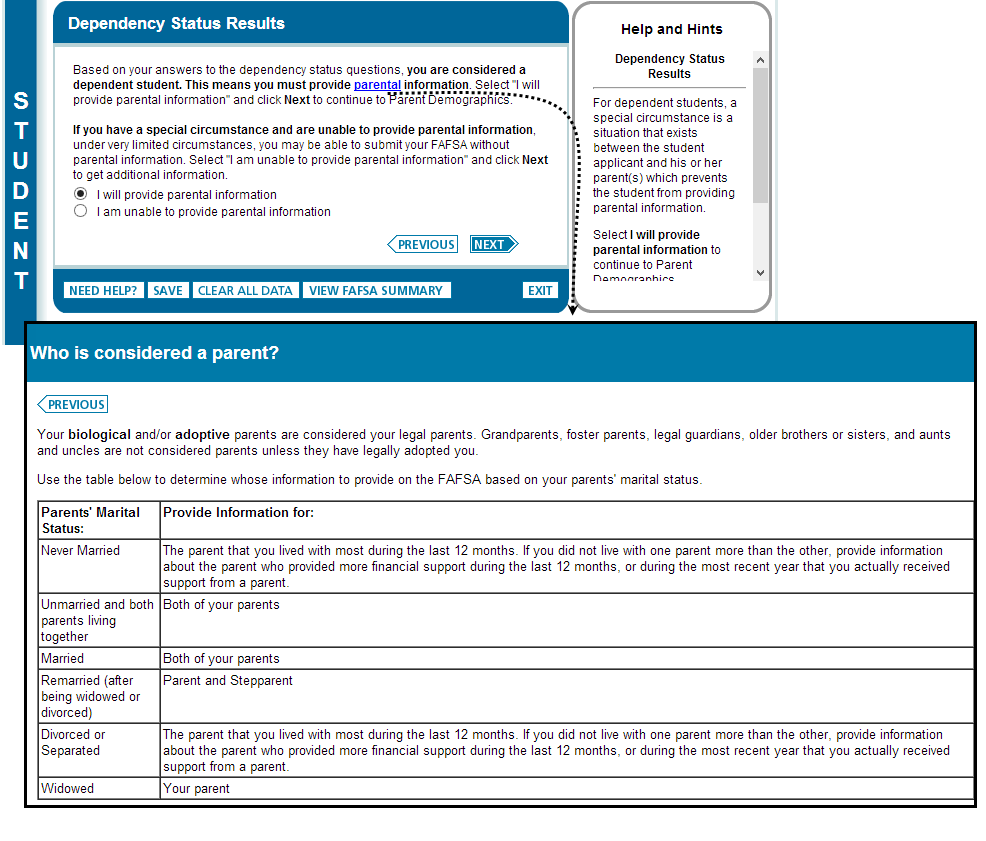 STUDENT
Dependency Status Results
Based on your answers to the dependency status questions, you are considered a
dependent student. This means you must provide parental information. Select "I will
provide parental information" and click Next to continue to Parent Demographics.
If you have a special circumstance and are unable to provide parental information,
under very limited circumstances, you may be able to submit your FAFSA without
parental information. Select "I am unable to provide parental information" and click Next
to get additional information.
I will provide parental information
I am unable to provide parental information
PREVIOUS NEXT
NEED HELP? SAVE CLEAR ALL DATA VIEW FAFSA SUMMARY EXIT
Help and Hints
Dependency Status
Results
For dependent students, a
special circumstance is a
situation that exists
between the student
applicant and his or her
parent(s) which prevents
the student from providing
parental information.
Select I will provide
parental information to
continue to Parent
Demographics
Who is considered a parent?
PREVIOUS
Your biological and/or adoptive parents are considered your legal parents. Grandparents, foster parents, legal guardians, older brothers or sisters, and aunts
and uncles are not considered parents unless they have legally adopted you.
Use the table below to determine whose information to provide on the FAFSA based on your parents' marital status.
Parents' Marital
Status:
Provide Information for:
Never Married
The parent that you lived with most during the last 12 months. If you did not live with one parent more than the other, provide information
about the parent who provided more financial support during the last 12 months, or during the most recent year that you actually received
support from a parent.
Unmarried and both
parents living
together
Both of your parents
Married
Both of your parents
Remarried (after
being widowed or
divorced)
Parent and Stepparent
Divorced or
Separated
The parent that you lived with most during the last 12 months. If you did not live with one parent more than the other, provide information
about the parent who provided more financial support during the last 12 months, or during the most recent year that you actually received
support from a parent.
Widowed
Your parent